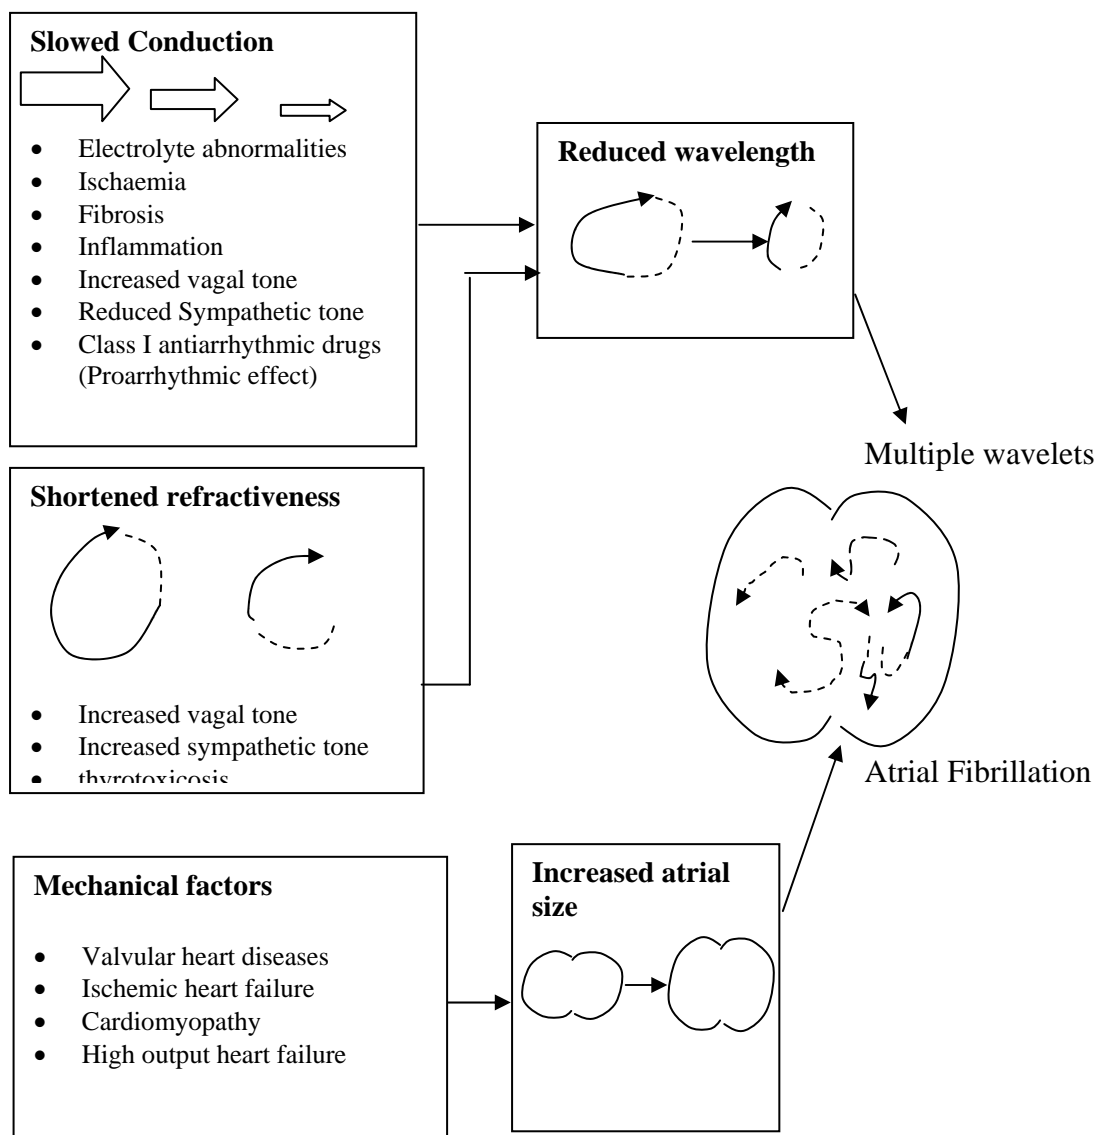 Slowed Conduction
• Electrolyte abnormalities
• Ischaemia
• Fibrosis
• Inflammation
• Increased vagal tone
• Reduced Sympathetic tone
• Class I antiarrhythmic drugs
(Proarrhythmic effect)
Reduced wavelength
Multiple wavelets
Shortened refractiveness
• Increased vagal tone
• Increased sympathetic tone
• thyrotoxicosis
Atrial Fibrillation
Mechanical factors
• Valvular heart diseases
• Ischemic heart failure
• Cardiomyopathy
• High output heart failure
Increased atrial
size